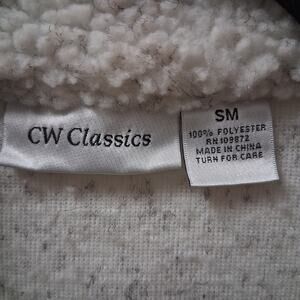 CW Classics
SM
100% POLYESTER
RN 109872
MADE IN CHINA
TURN FOR CARE